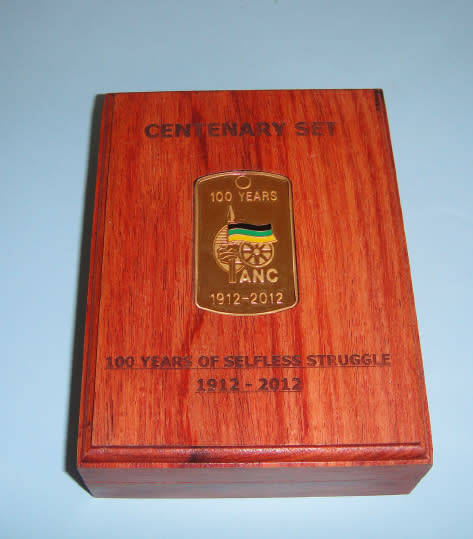 CENTENARY SET
100 YEARS
ANC
1912-2012
100 YEARS OF SELFLESS STRUGGLE
1912 - 2012